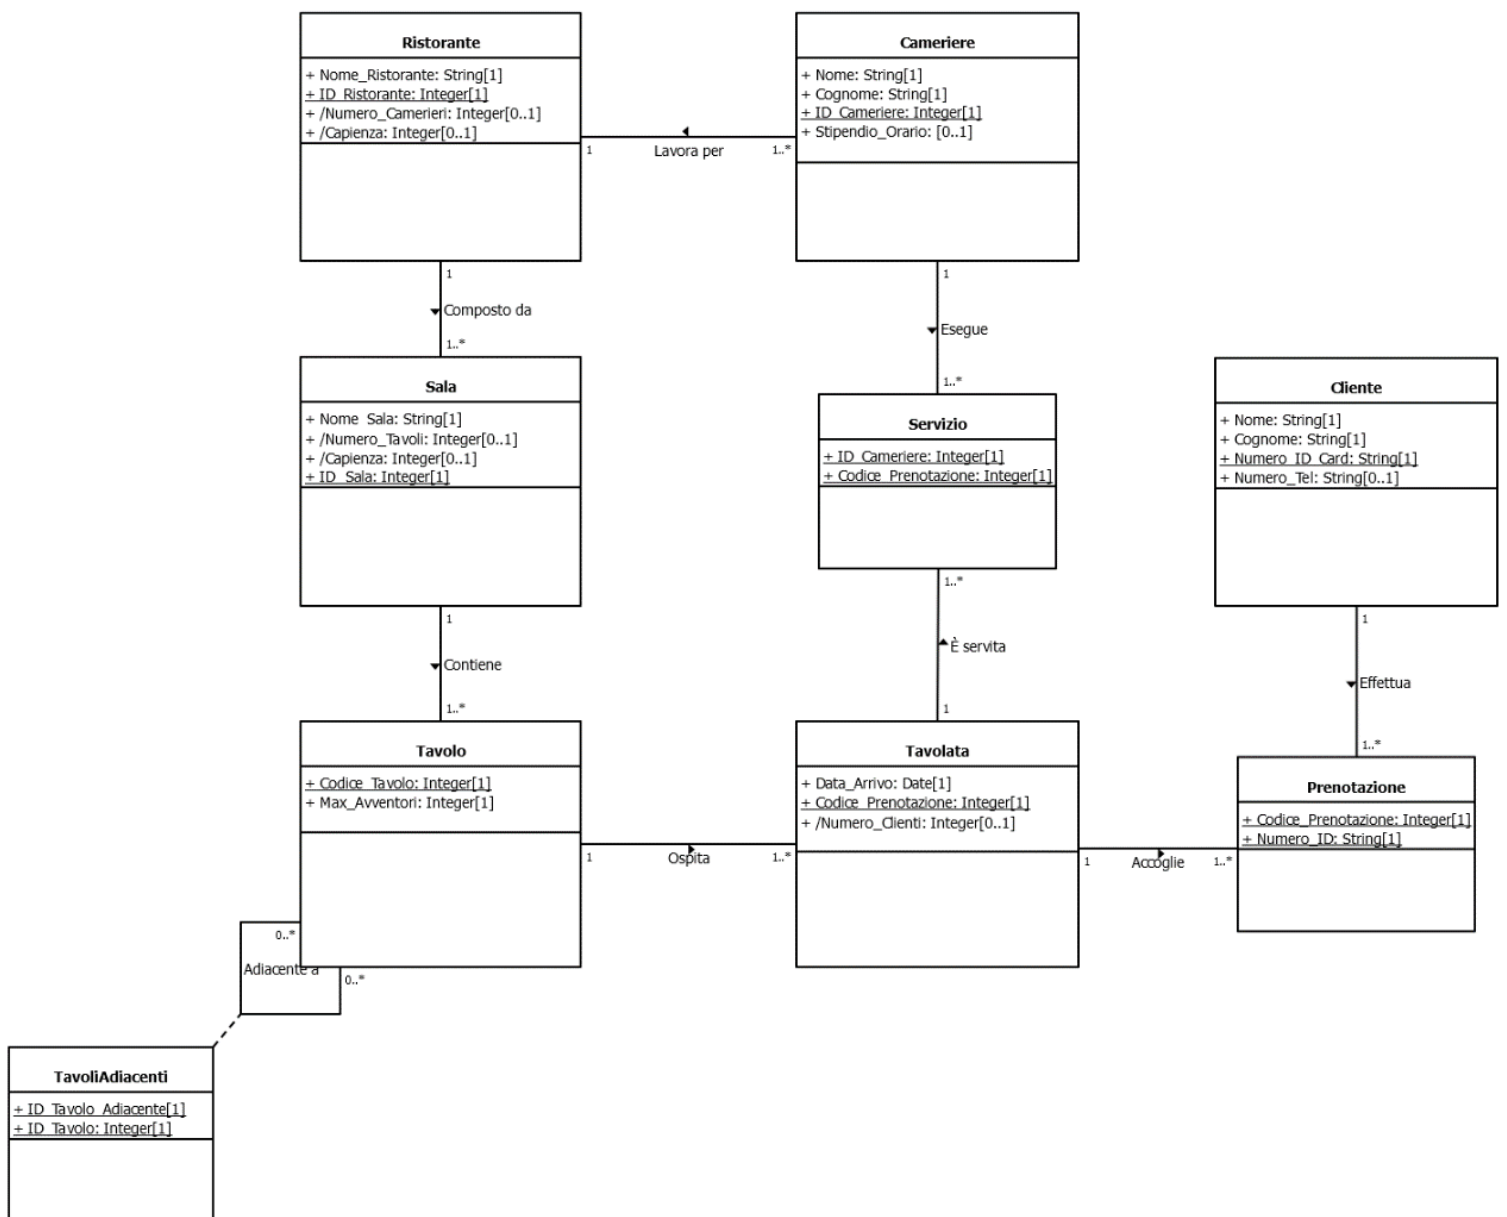 Ristorante
+ Nome_Ristorante: String[1]
+ ID_Ristorante: Integer[1]
+ /Numero_Camerieri: Integer[0..1]
+ /Capienza: Integer[0..1]
Cameriere
+ Nome: String[1]
+ Cognome: String[1]
+ ID_Cameriere: Integer[1]
+ Stipendio_Orario: [0..1]
1
Lavora per
1..*
1
Composto da
1..*
1
Esegue
1..*
Sala
+ Nome_Sala: String[1]
+ /Numero_Tavoli: Integer[0..1]
+ /Capienza: Integer[0..1]
+ ID_Sala: Integer[1]
Servizio
+ ID_Cameriere: Integer[1]
+ Codice_Prenotazione: Integer[1]
Cliente
+ Nome: String[1]
+ Cognome: String[1]
+ Numero_ID_Card: String[1]
+ Numero_Tel: String[0..1]
1
Contiene
1..*
1..*
È servita
1
1
Effettua
1..*
Tavolo
+ Codice_Tavolo: Integer[1]
+ Max_Avventori: Integer[1]
Tavolata
+ Data_Arrivo: Date[1]
+ Codice_Prenotazione: Integer[1]
+ /Numero_Clienti: Integer[0..1]
Prenotazione
+ Codice_Prenotazione: Integer[1]
+ Numero_ID: String[1]
1
Ospita
1..*
1
Accoglie
1..*
0..*
Adiacente a
0..*
TavoliAdiacenti
+ ID_Tavolo_Adiacente[1]
+ ID_Tavolo: Integer[1]